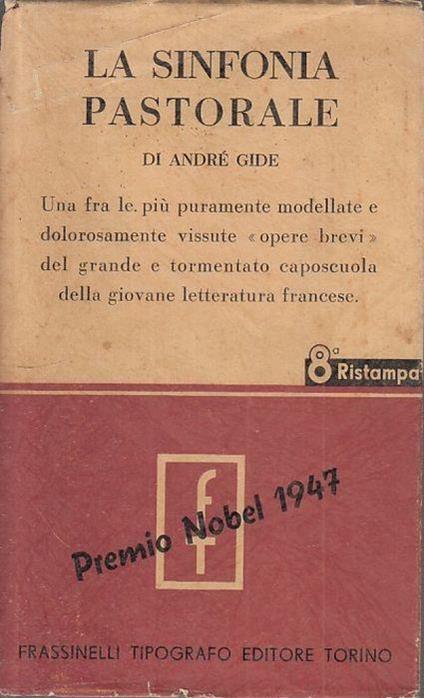 LA SINFONIA
PASTORALE
DI ANDRÉ GIDE
Una fra le. più puramente modellate e
dolorosamente vissute « opere brevi »
del grande e tormentato caposcuola
della giovane letteratura francese.
8ª Ristampa
f
Premio Nobel 1947
FRASSINELLI TIPOGRAFO EDITORE TORINO